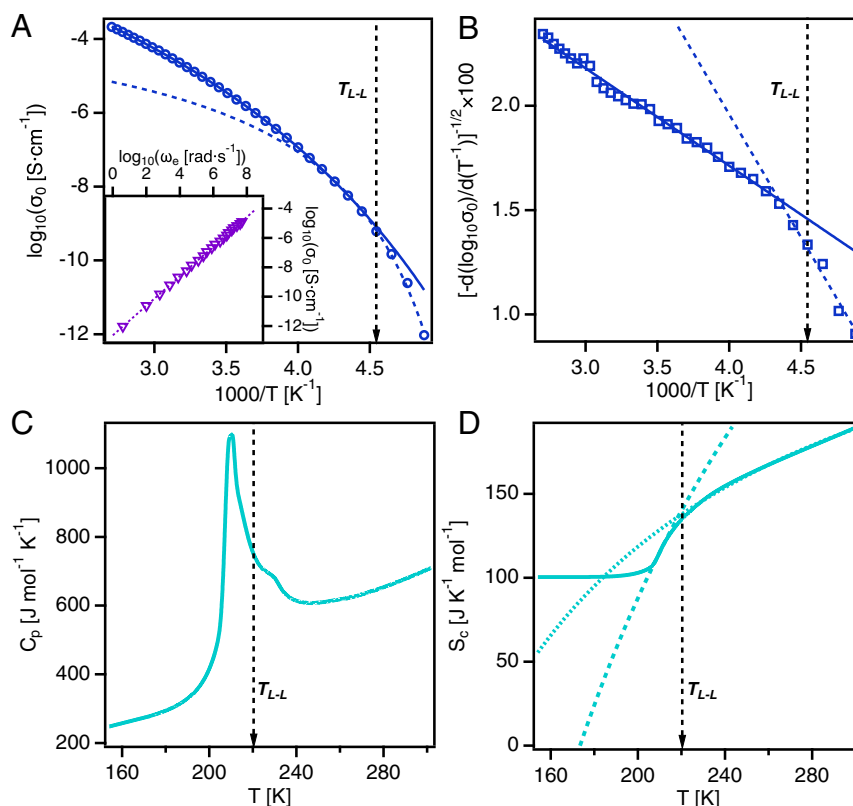 A
log₁₀(σ₀ [S·cm⁻¹])
-4
-6
-8
-10
-12
T_L-L
log₁₀(ω_e [rad·s⁻¹])
0 2 4 6 8
-4
-6
-8
-10
-12
log₁₀(σ₀ [S·cm⁻¹])
3.0 3.5 4.0 4.5
1000/T [K⁻¹]
B
[-d(log₁₀σ₀)/d(T⁻¹)]⁻¹/²×100
2.0
1.5
1.0
T_L-L
3.0 3.5 4.0 4.5
1000/T [K⁻¹]
C
C_p [J mol⁻¹ K⁻¹]
1000
800
600
400
200
T_L-L
160 200 240 280
T [K]
D
S_c [J K⁻¹ mol⁻¹]
150
100
50
0
T_L-L
160 200 240 280
T [K]